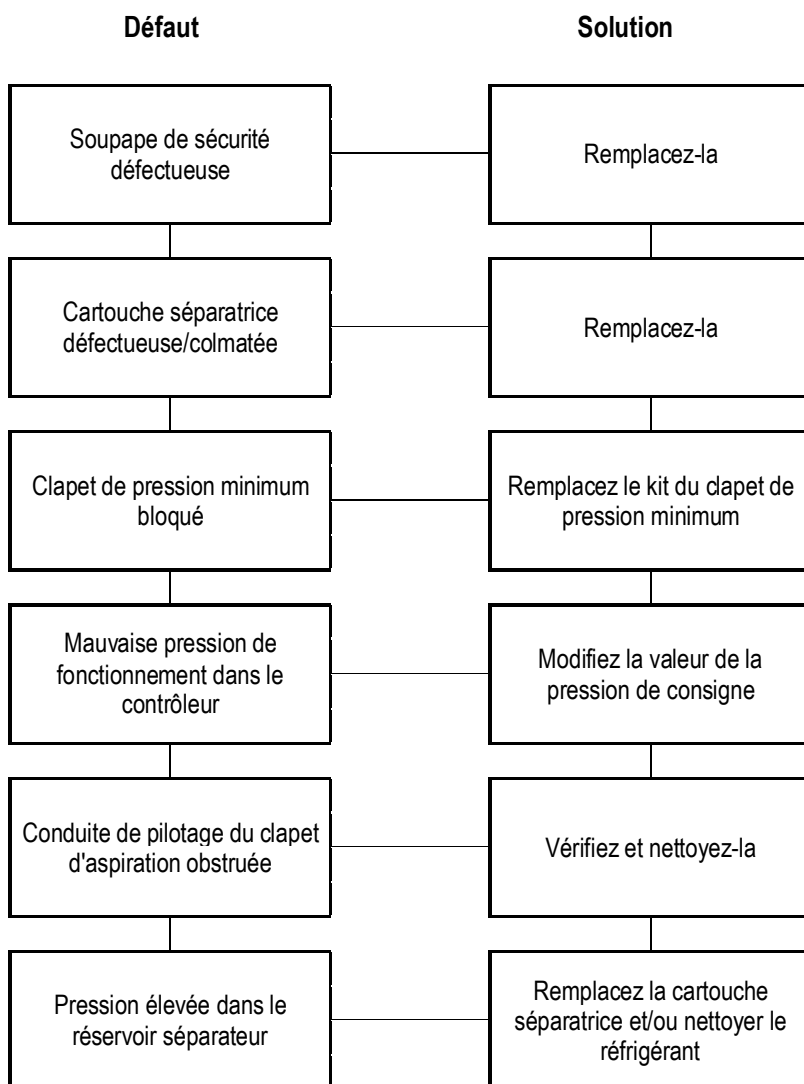 Défaut
Solution
Soupape de sécurité
défectueuse
Remplacez-la
Cartouche séparatrice
défectueuse/colmatée
Remplacez-la
Clapet de pression minimum
bloqué
Remplacez le kit du clapet de
pression minimum
Mauvaise pression de
fonctionnement dans le
contrôleur
Modifiez la valeur de la
pression de consigne
Conduite de pilotage du clapet
d'aspiration obstruée
Vérifiez et nettoyez-la
Pression élevée dans le
réservoir séparateur
Remplacez la cartouche
séparatrice et/ou nettoyer le
réfrigérant